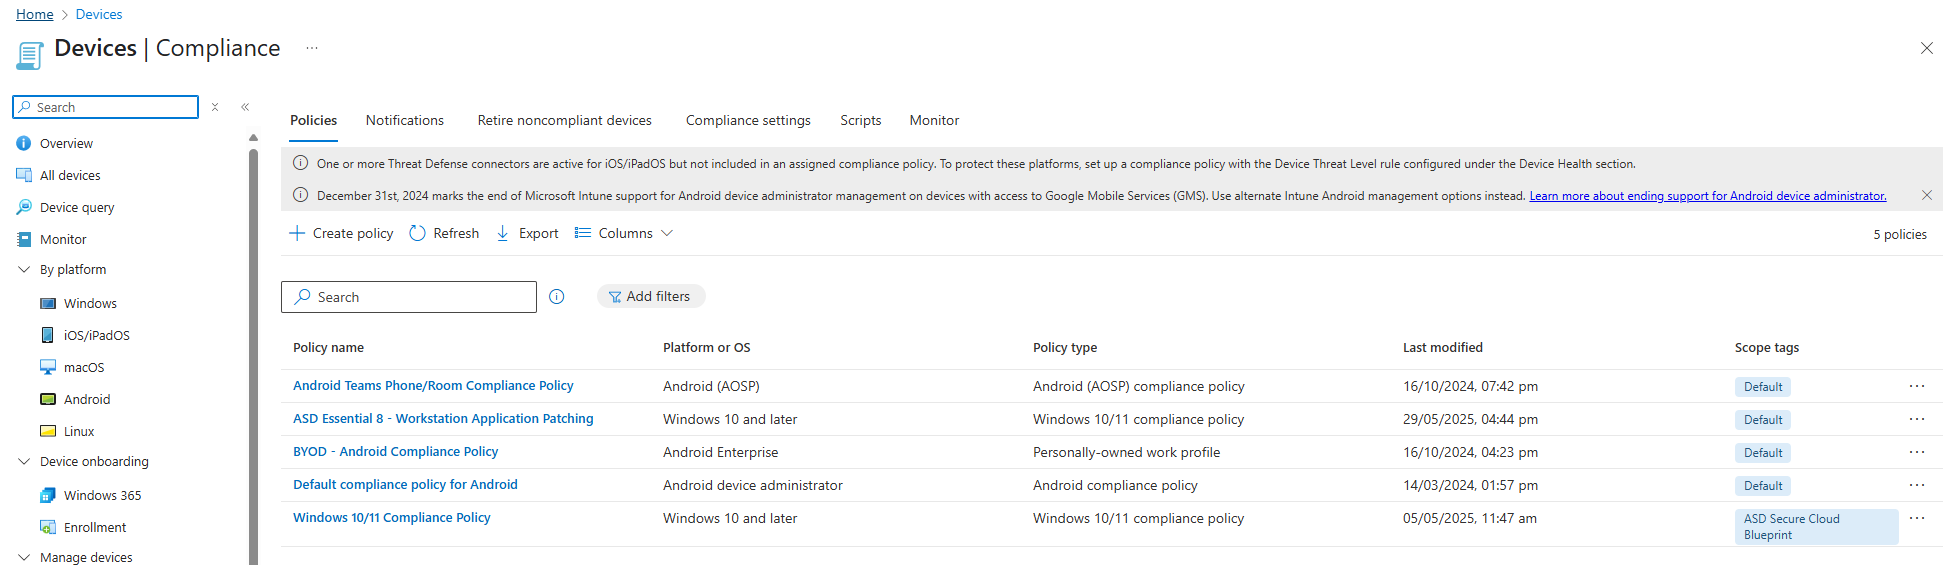 Home > Devices
Devices | Compliance ...
Search
Overview
All devices
Device query
Monitor
By platform
Windows
iOS/iPadOS
macOS
Android
Linux
Device onboarding
Windows 365
Enrollment
Manage devices
Policies Notifications Retire noncompliant devices Compliance settings Scripts Monitor
One or more Threat Defense connectors are active for iOS/iPadOS but not included in an assigned compliance policy. To protect these platforms, set up a compliance policy with the Device Threat Level rule configured under the Device Health section.
December 31st, 2024 marks the end of Microsoft Intune support for Android device administrator management on devices with access to Google Mobile Services (GMS). Use alternate Intune Android management options instead. Learn more about ending support for Android device administrator.
Create policy Refresh Export Columns 5 policies
Search Add filters
Policy name Platform or OS Policy type Last modified Scope tags
Android Teams Phone/Room Compliance Policy Android (AOSP) Android (AOSP) compliance policy 16/10/2024, 07:42 pm Default ...
ASD Essential 8 - Workstation Application Patching Windows 10 and later Windows 10/11 compliance policy 29/05/2025, 04:44 pm Default ...
BYOD - Android Compliance Policy Android Enterprise Personally-owned work profile 16/10/2024, 04:23 pm Default ...
Default compliance policy for Android Android device administrator Android compliance policy 14/03/2024, 01:57 pm Default ...
Windows 10/11 Compliance Policy Windows 10 and later Windows 10/11 compliance policy 05/05/2025, 11:47 am ASD Secure Cloud ...
Blueprint